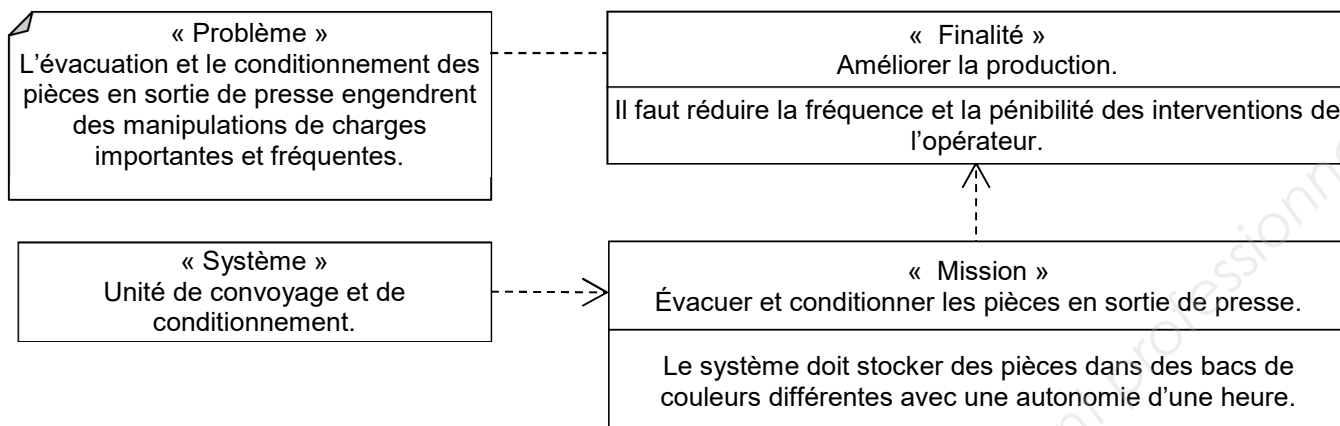 « Problème »
L’évacuation et le conditionnement des
pièces en sortie de presse engendrent
des manipulations de charges
importantes et fréquentes.
« Finalité »
Améliorer la production.
Il faut réduire la fréquence et la pénibilité des interventions de
l’opérateur.
« Système »
Unité de convoyage et de
conditionnement.
« Mission »
Évacuer et conditionner les pièces en sortie de presse.
Le système doit stocker des pièces dans des bacs de
couleurs différentes avec une autonomie d’une heure.